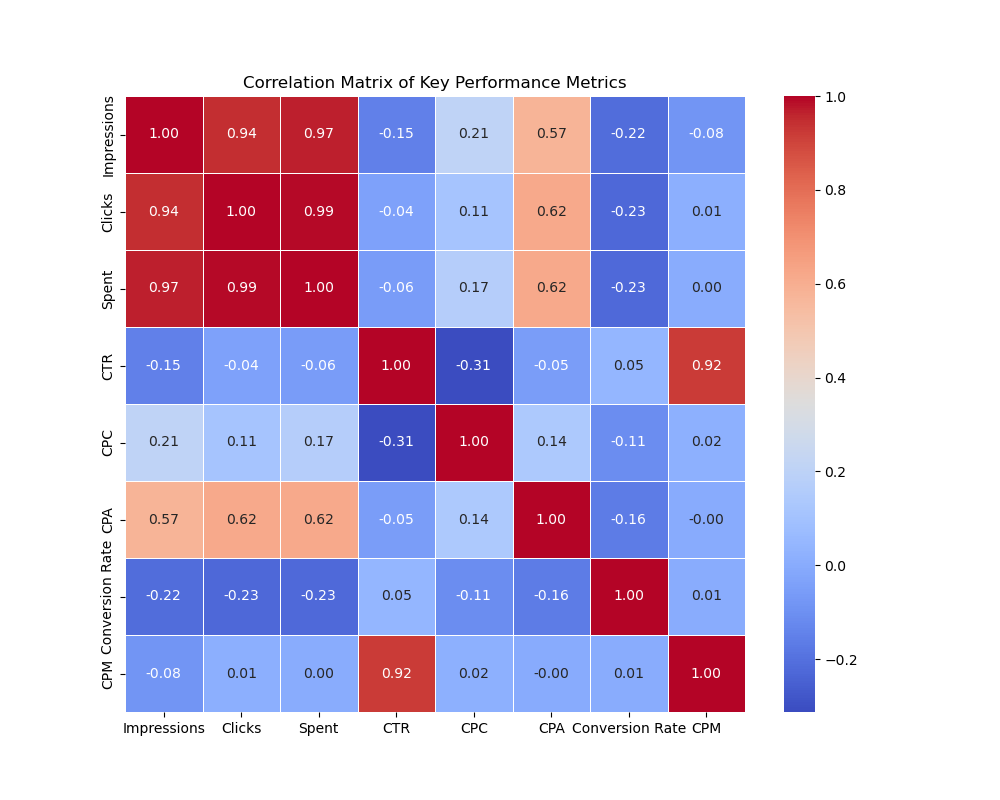 Correlation Matrix of Key Performance Metrics
Impressions 1.00 0.94 0.97 -0.15 0.21 0.57 -0.22 -0.08
Clicks 0.94 1.00 0.99 -0.04 0.11 0.62 -0.23 0.01
Spent 0.97 0.99 1.00 -0.06 0.17 0.62 -0.23 0.00
CTR -0.15 -0.04 -0.06 1.00 -0.31 -0.05 0.05 0.92
CPC 0.21 0.11 0.17 -0.31 1.00 0.14 -0.11 0.02
CPA 0.57 0.62 0.62 -0.05 0.14 1.00 -0.16 -0.00
Conversion Rate -0.22 -0.23 -0.23 0.05 -0.11 -0.16 1.00 0.01
CPM -0.08 0.01 0.00 0.92 0.02 -0.00 0.01 1.00
Impressions Clicks Spent CTR CPC CPA Conversion Rate CPM
1.0
0.8
0.6
0.4
0.2
0.0
−0.2